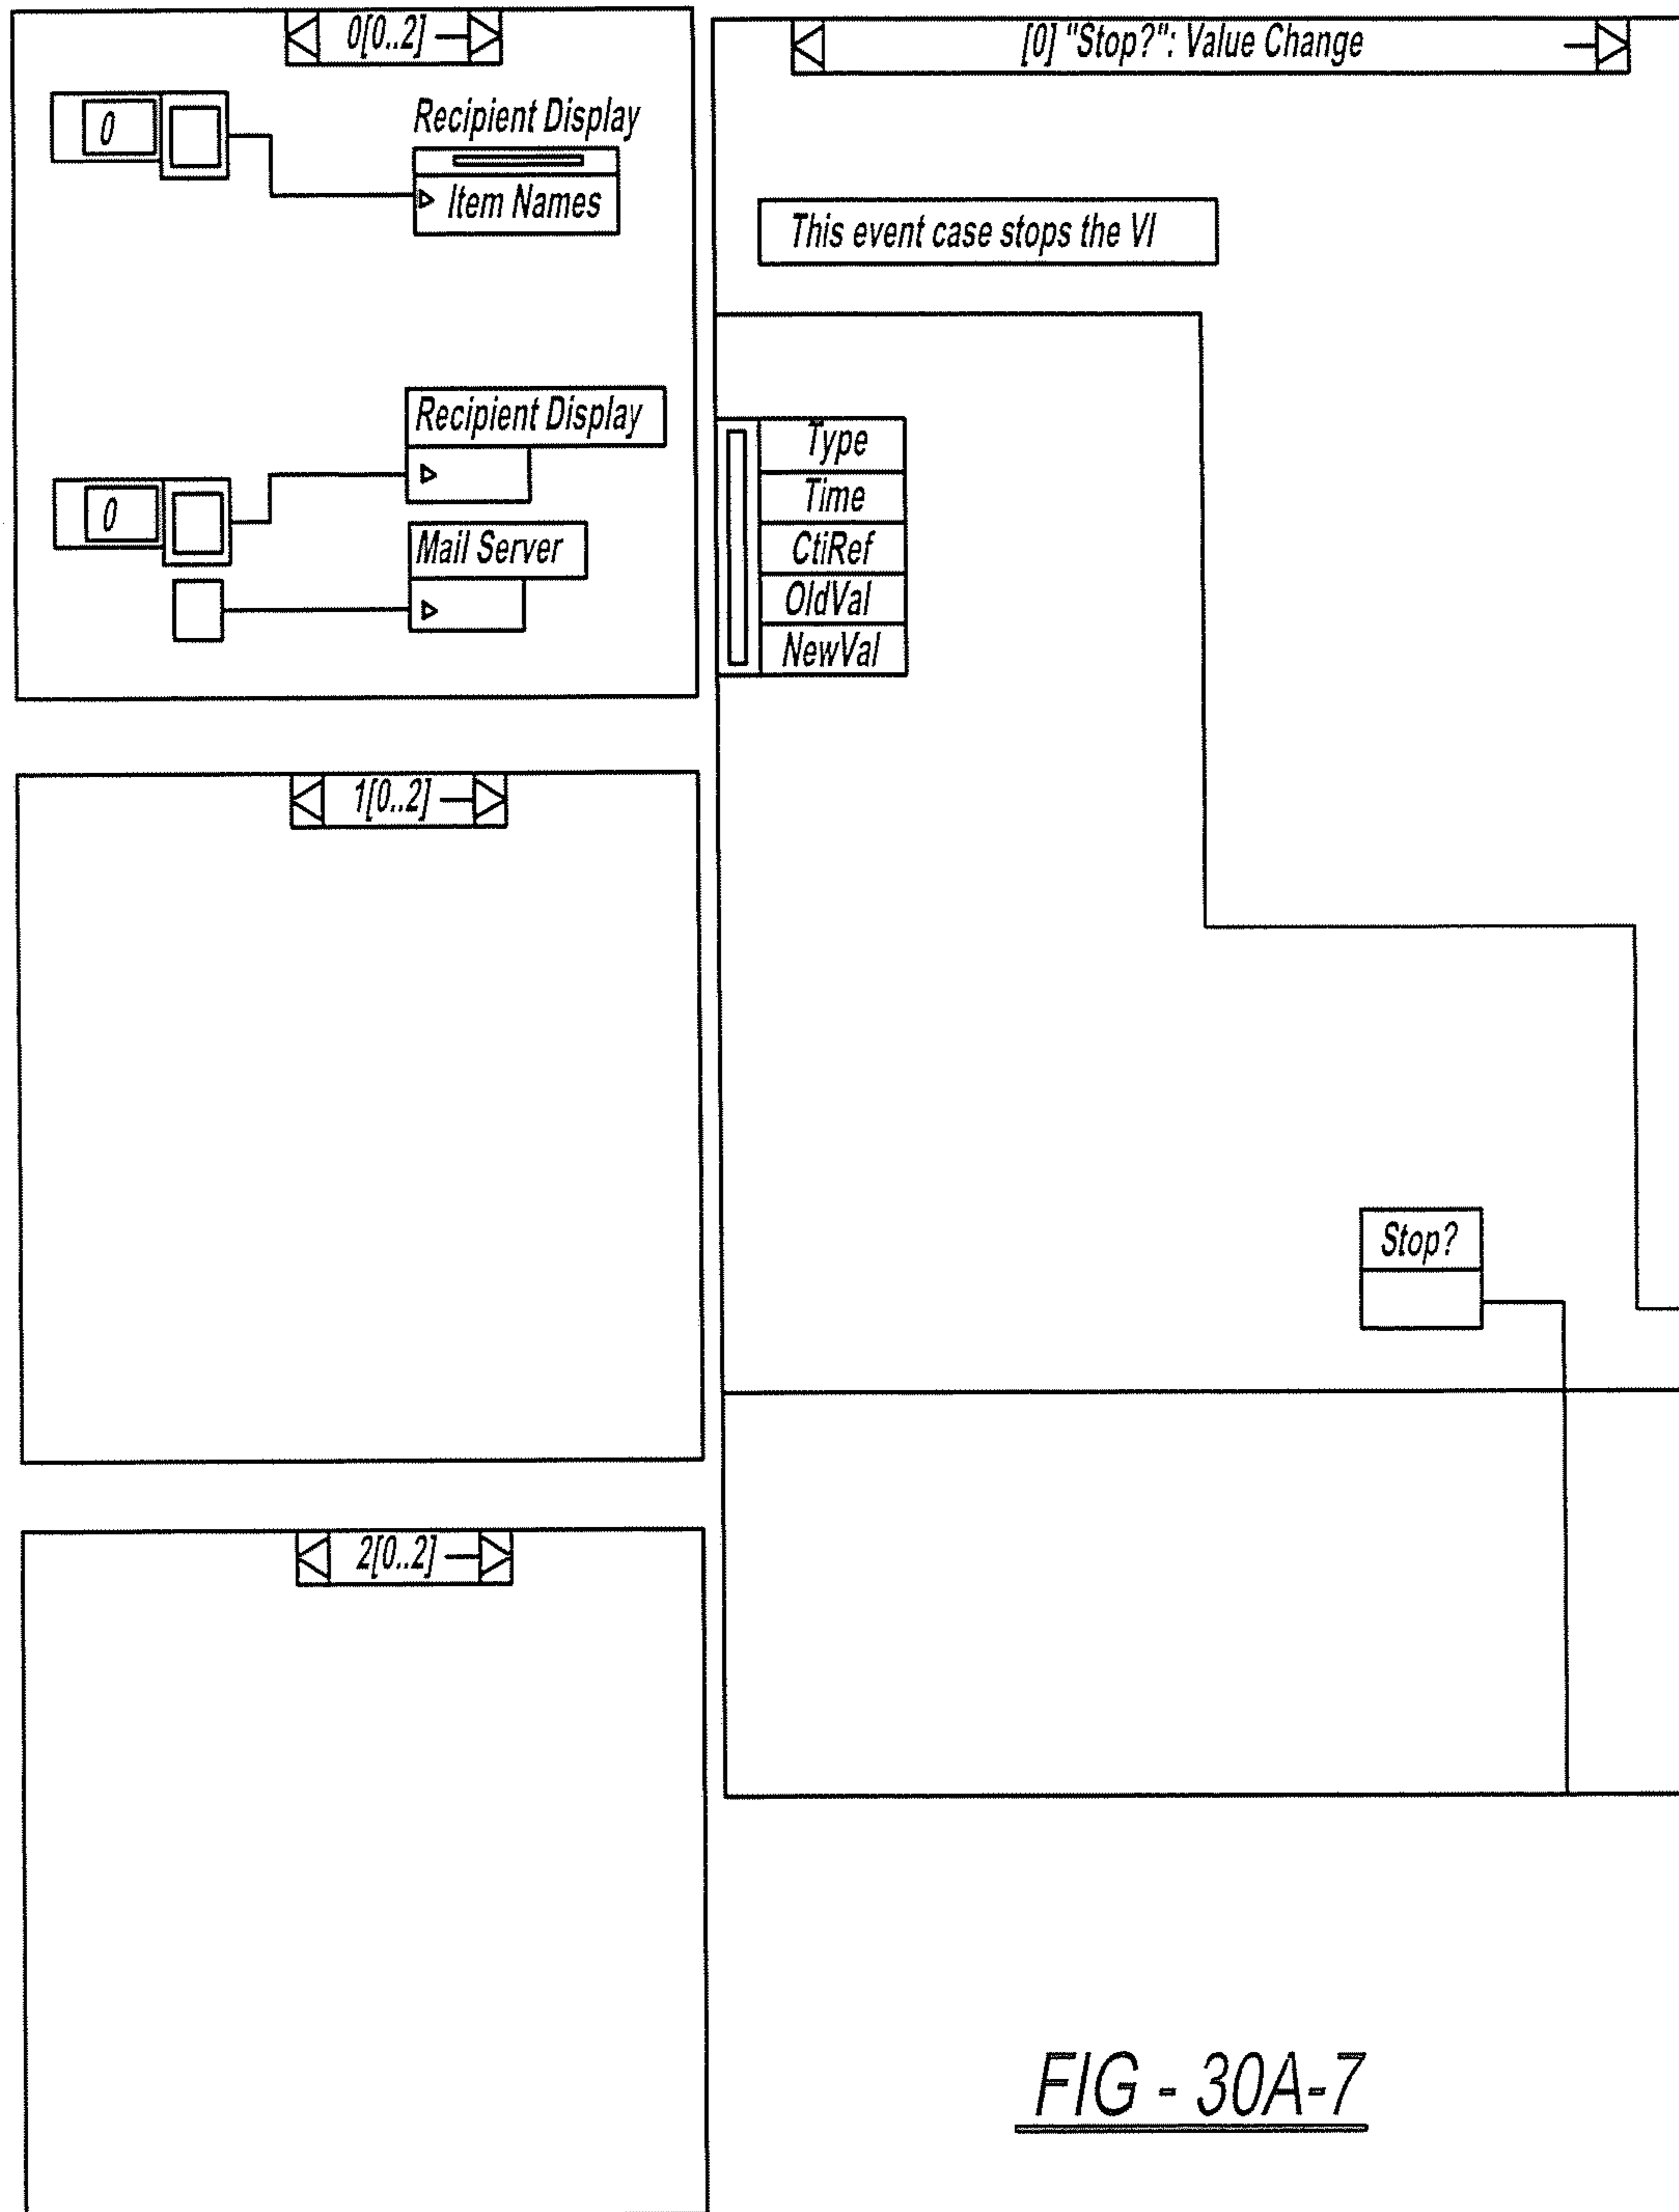 0[0..2]
0
Recipient Display
Item Names
Recipient Display
0
Mail Server
1[0..2]
2[0..2]
[0] "Stop?": Value Change
This event case stops the VI
Type
Time
CtiRef
OldVal
NewVal
Stop?
FIG - 30A-7